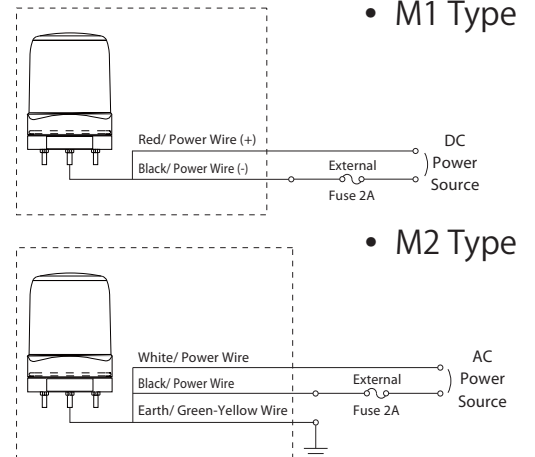 • M1 Type
Red/ Power Wire (+)
Black/ Power Wire (-)
External
Fuse 2A
DC
Power
Source
• M2 Type
White/ Power Wire
Black/ Power Wire
Earth/ Green-Yellow Wire
External
Fuse 2A
AC
Power
Source